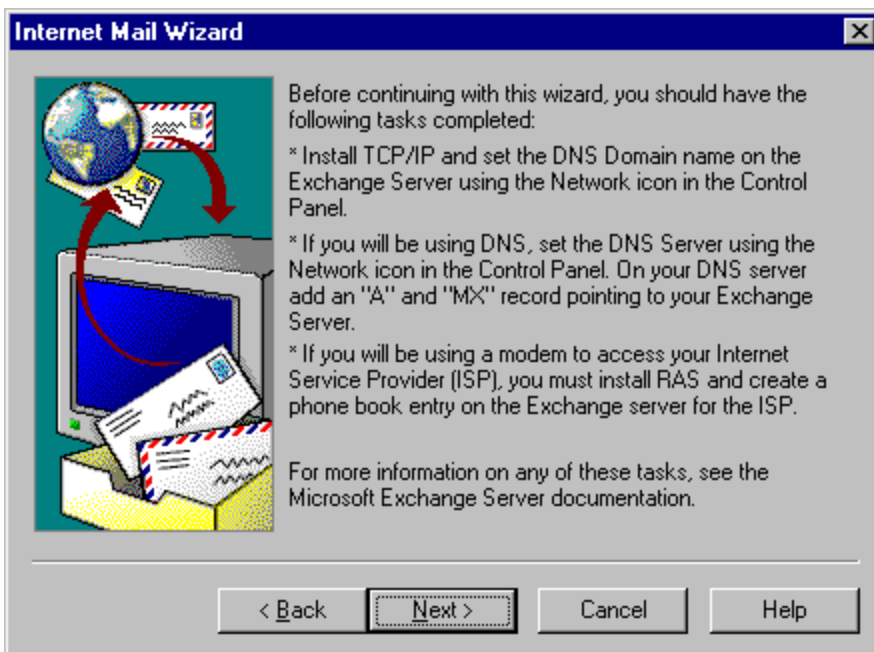 Internet Mail Wizard
Before continuing with this wizard, you should have the
following tasks completed:
* Install TCP/IP and set the DNS Domain name on the
Exchange Server using the Network icon in the Control
Panel.
* If you will be using DNS, set the DNS Server using the
Network icon in the Control Panel. On your DNS server
add an "A" and "MX" record pointing to your Exchange
Server.
* If you will be using a modem to access your Internet
Service Provider (ISP), you must install RAS and create a
phone book entry on the Exchange server for the ISP.
For more information on any of these tasks, see the
Microsoft Exchange Server documentation.
< Back Next > Cancel Help